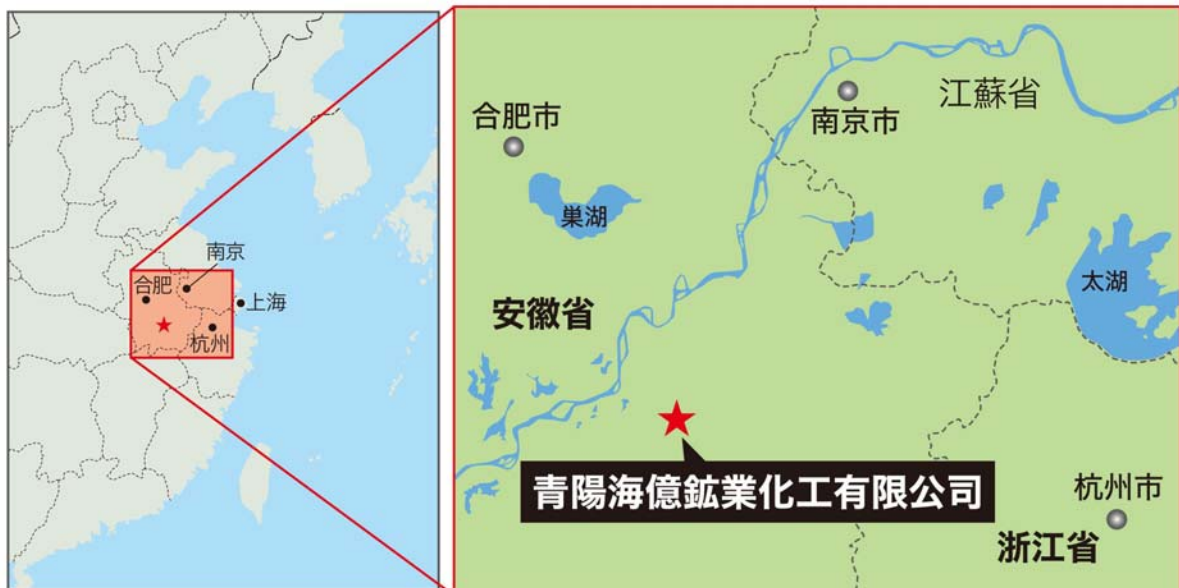 南京
合肥
上海
杭州
合肥市
南京市
江蘇省
巣湖
太湖
安徽省
青陽海億鉱業化工有限公司
杭州市
浙江省